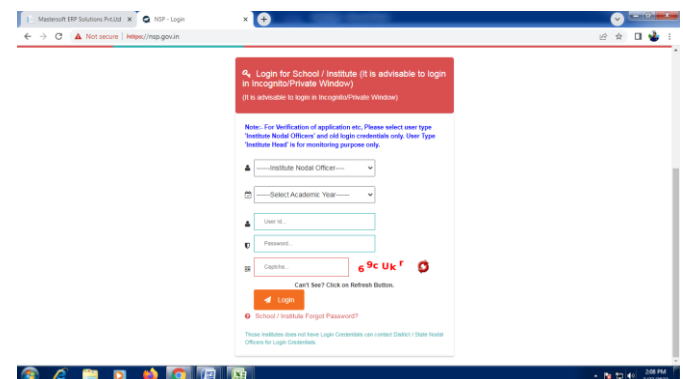 Mastersoft ERP Solutions Pvt.Ltd
NSP - Login
Not secure | https://nsp.gov.in
Login for School / Institute (It is advisable to login
in Incognito/Private Window)
(It is advisable to login in Incognito/Private Window)
Note:- For Verification of application etc, Please select user type
'Institute Nodal Officers' and old login credentials only. User Type
'Institute Head' is for monitoring purpose only.
-----Institute Nodal Officer----
-----Select Academic Year-----
User Id...
Password...
Captcha...
69cUkr
Can't See? Click on Refresh Button.
Login
School / Institute Forgot Password?
Those institutes does not have Login Credentials can contact District / State Nodal
Officers for Login Credentials.
2:08 PM